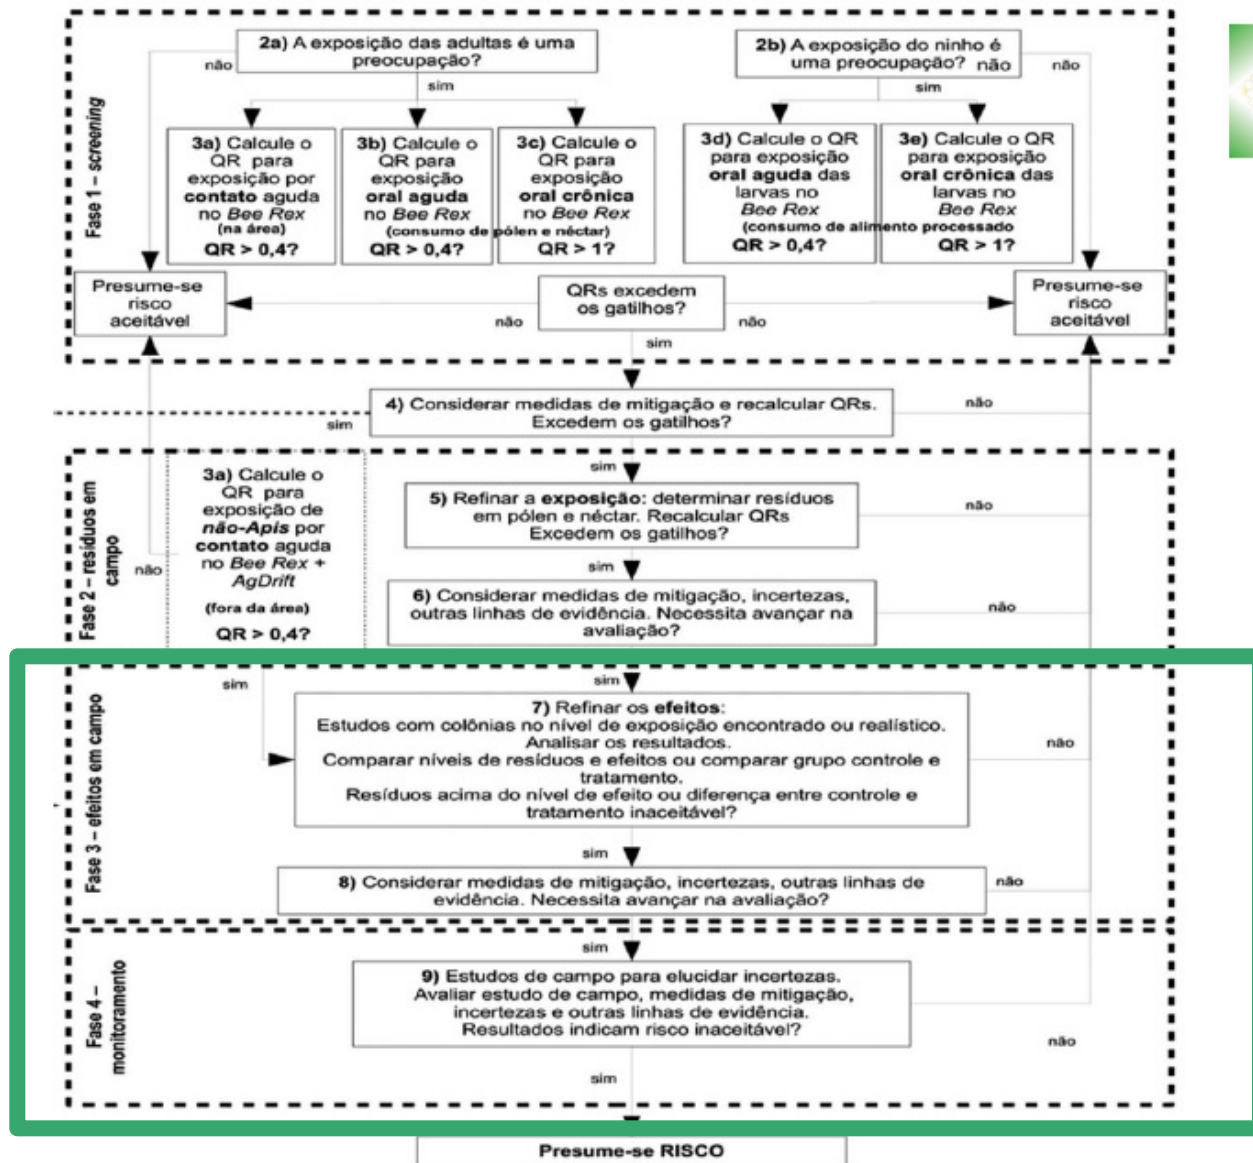 Fase 1 – screening
2a) A exposição das adultas é uma
preocupação?
não
sim
2b) A exposição do ninho é
uma preocupação?
não
não
sim
3a) Calcule o
QR para
exposição por
contato aguda
no Bee Rex
(na área)
QR > 0,4?
3b) Calcule o
QR para
exposição
oral aguda
no Bee Rex
3c) Calcule o
QR para
exposição
oral crônica
no Bee Rex
(consumo de pólen e néctar)
QR > 0,4?
QR > 1?
3d) Calcule o QR
para exposição
oral aguda das
larvas no
Bee Rex
3e) Calcule o QR
para exposição
oral crônica das
larvas no
Bee Rex
(consumo de alimento processado
QR > 0,4?
QR > 1?
Presume-se
risco
aceitável
QRs excedem
os gatilhos?
não
não
sim
Presume-se
risco
aceitável
4) Considerar medidas de mitigação e recalcular QRs.
Excedem os gatilhos?
sim
não
sim
Fase 2 – resíduos em
campo
3a) Calcule o
QR para
exposição de
não-Apis por
contato aguda
no Bee Rex +
AgDrift
(fora da área)
QR > 0,4?
não
sim
5) Refinar a exposição: determinar resíduos
em pólen e néctar. Recalcular QRs
Excedem os gatilhos?
não
sim
6) Considerar medidas de mitigação, incertezas,
outras linhas de evidência. Necessita avançar na
avaliação?
não
sim
Fase 3 – efeitos em campo
7) Refinar os efeitos:
Estudos com colônias no nível de exposição encontrado ou realístico.
Analisar os resultados.
Comparar níveis de resíduos e efeitos ou comparar grupo controle e
tratamento.
Resíduos acima do nível de efeito ou diferença entre controle e
tratamento inaceitável?
não
sim
8) Considerar medidas de mitigação, incertezas, outras linhas de
evidência. Necessita avançar na avaliação?
não
sim
Fase 4 –
monitoramento
9) Estudos de campo para elucidar incertezas.
Avaliar estudo de campo, medidas de mitigação,
incertezas e outras linhas de evidência.
Resultados indicam risco inaceitável?
não
sim
Presume-se RISCO